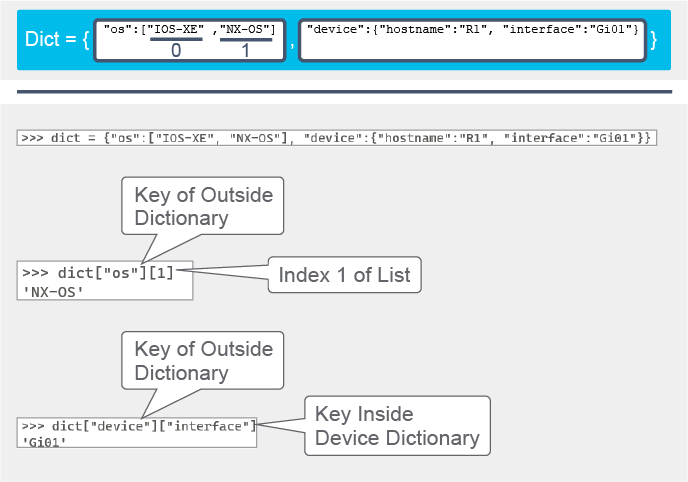 Dict = { "os":["IOS-XE" ,"NX-OS"] , "device":{"hostname":"R1", "interface":"Gi01"} }
0 1
>>> dict = {"os":["IOS-XE", "NX-OS"], "device":{"hostname":"R1", "interface":"Gi01"}}
Key of Outside
Dictionary
>>> dict["os"][1]
'NX-OS'
Index 1 of List
Key of Outside
Dictionary
>>> dict["device"]["interface"]
'Gi01'
Key Inside
Device Dictionary